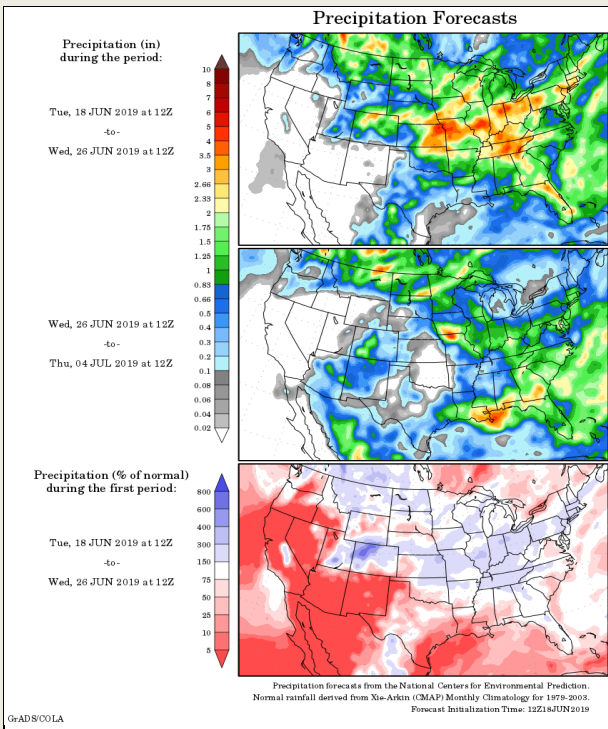 Precipitation Forecasts
Precipitation (in)
during the period:
Tue, 18 JUN 2019 at 12Z
-to-
Wed, 26 JUN 2019 at 12Z
10
8
7
6
5
4
3.5
3
2.66
2.33
2
1.75
1.5
1.25
1
0.83
0.66
0.5
0.4
0.3
0.2
0.1
0.08
0.06
0.04
0.02
Wed, 26 JUN 2019 at 12Z
-to-
Thu, 04 JUL 2019 at 12Z
Precipitation (% of normal)
during the first period:
Tue, 18 JUN 2019 at 12Z
-to-
Wed, 26 JUN 2019 at 12Z
800
600
400
300
150
75
50
25
10
5
Precipitation forecasts from the National Centers for Environmental Prediction.
Normal rainfall derived from Xie-Arkin (CMAP) Monthly Climatology for 1979-2003.
Forecast Initialization Time: 12Z18JUN2019
GrADS/COLA